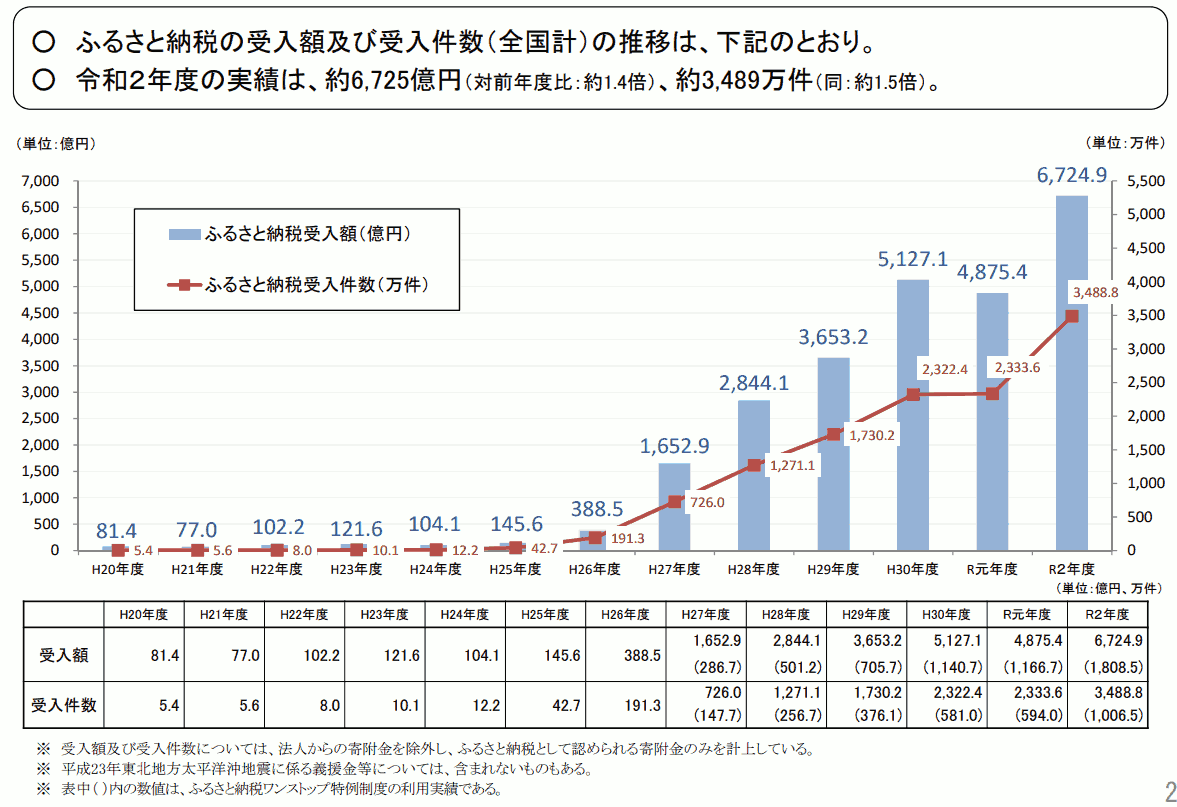 ○ ふるさと納税の受入額及び受入件数（全国計）の推移は、下記のとおり。
○ 令和２年度の実績は、約6,725億円（対前年度比：約1.4倍）、約3,489万件（同：約1.5倍）。
（単位：億円） （単位：万件）
7,000
6,500
6,000
5,500
5,000
4,500
4,000
3,500
3,000
2,500
2,000
1,500
1,000
500
0
ふるさと納税受入額（億円）
ふるさと納税受入件数（万件）
81.4 77.0 102.2 121.6 104.1 145.6 388.5 1,652.9 2,844.1 3,653.2 5,127.1 4,875.4 6,724.9
5.4 5.6 8.0 10.1 12.2 42.7 191.3 726.0 1,271.1 1,730.2 2,322.4 2,333.6 3,488.8
5,500
5,000
4,500
4,000
3,500
3,000
2,500
2,000
1,500
1,000
500
0
H20年度 H21年度 H22年度 H23年度 H24年度 H25年度 H26年度 H27年度 H28年度 H29年度 H30年度 R元年度 R２年度
（単位：億円、万件）
H20年度 H21年度 H22年度 H23年度 H24年度 H25年度 H26年度 H27年度 H28年度 H29年度 H30年度 R元年度 R２年度
受入額 81.4 77.0 102.2 121.6 104.1 145.6 388.5 1,652.9 2,844.1 3,653.2 5,127.1 4,875.4 6,724.9
(286.7) (501.2) (705.7) (1,140.7) (1,166.7) (1,808.5)
受入件数 5.4 5.6 8.0 10.1 12.2 42.7 191.3 726.0 1,271.1 1,730.2 2,322.4 2,333.6 3,488.8
(147.7) (256.7) (376.1) (581.0) (594.0) (1,006.5)
※ 受入額及び受入件数については、法人からの寄附金を除外し、ふるさと納税として認められる寄附金のみを計上している。
※ 平成23年東北地方太平洋沖地震に係る義援金等については、含まれないものもある。
※ 表中（ ）内の数値は、ふるさと納税ワンストップ特例制度の利用実績である。
2